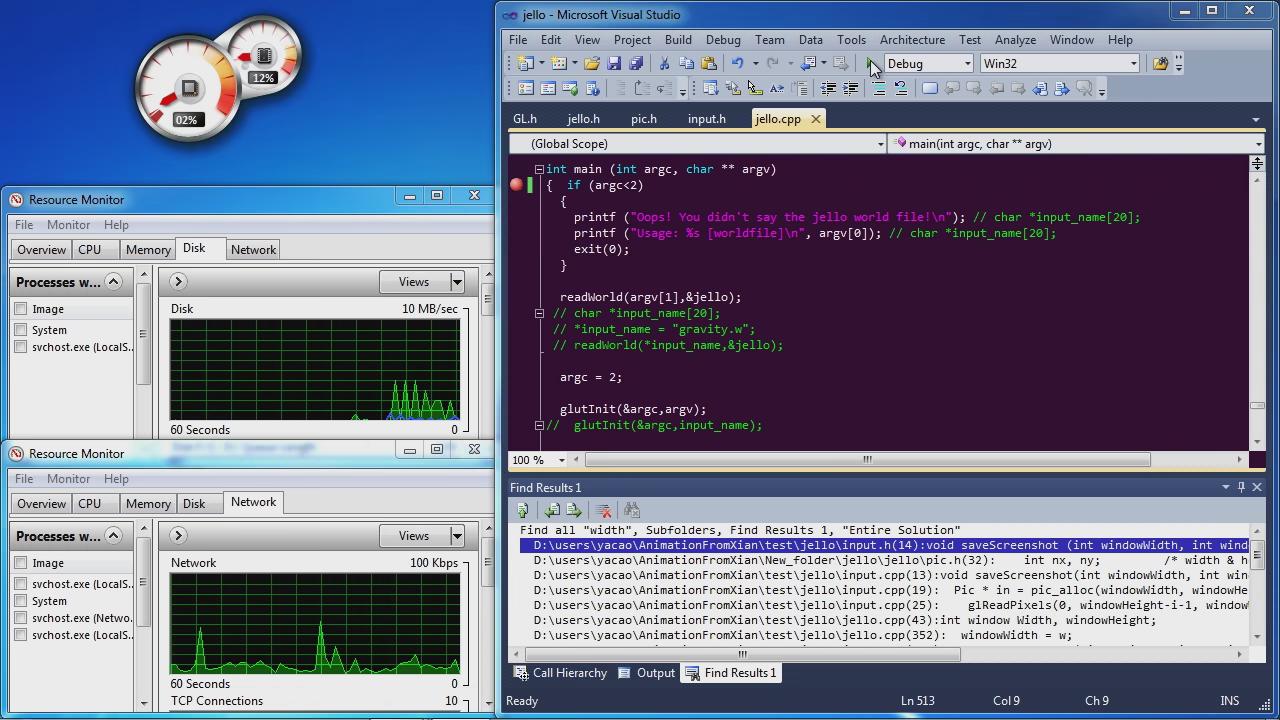 12%
02%
Resource Monitor
File Monitor Help
Overview CPU Memory Disk Network
Processes w...
Views
Image
System
svchost.exe (LocalS...
Disk
10 MB/sec
60 Seconds
0
Resource Monitor
File Monitor Help
Overview CPU Memory Disk Network
Processes w...
Views
Image
svchost.exe (LocalS...
System
svchost.exe (Netwo...
svchost.exe (LocalS...
Network
100 Kbps
60 Seconds
0
TCP Connections
10
jello - Microsoft Visual Studio
File Edit View Project Build Debug Team Data Tools Architecture Test Analyze Window Help
Debug
Win32
GL.h jello.h pic.h input.h jello.cpp
(Global Scope)
main(int argc, char ** argv)
int main (int argc, char ** argv)
{ if (argc<2)
{
printf ("Oops! You didn't say the jello world file!\n"); // char *input_name[20];
printf ("Usage: %s [worldfile]\n", argv[0]); // char *input_name[20];
exit(0);
}
readWorld(argv[1],&jello);
// char *input_name[20];
// *input_name = "gravity.w";
// readWorld(*input_name,&jello);
argc = 2;
glutInit(&argc,argv);
// glutInit(&argc,input_name);
100 %
Find Results 1
Find all "width", Subfolders, Find Results 1, "Entire Solution"
D:\users\yacao\AnimationFromXian\test\jello\input.h(14):void saveScreenshot (int windowWidth, int wind
D:\users\yacao\AnimationFromXian\New_folder\jello\jello\pic.h(32): int nx, ny; /* width & h
D:\users\yacao\AnimationFromXian\test\jello\input.cpp(13):void saveScreenshot(int windowWidth, int win
D:\users\yacao\AnimationFromXian\test\jello\input.cpp(19): Pic * in = pic_alloc(windowWidth, windowHe
D:\users\yacao\AnimationFromXian\test\jello\input.cpp(25): glReadPixels(0, windowHeight-i-1, window
D:\users\yacao\AnimationFromXian\test\jello\jello.cpp(43):int window Width, windowHeight;
D:\users\yacao\AnimationFromXian\test\jello\jello.cpp(352): windowWidth = w;
Call Hierarchy Output Find Results 1
Ready
Ln 513
Col 9
Ch 9
INS